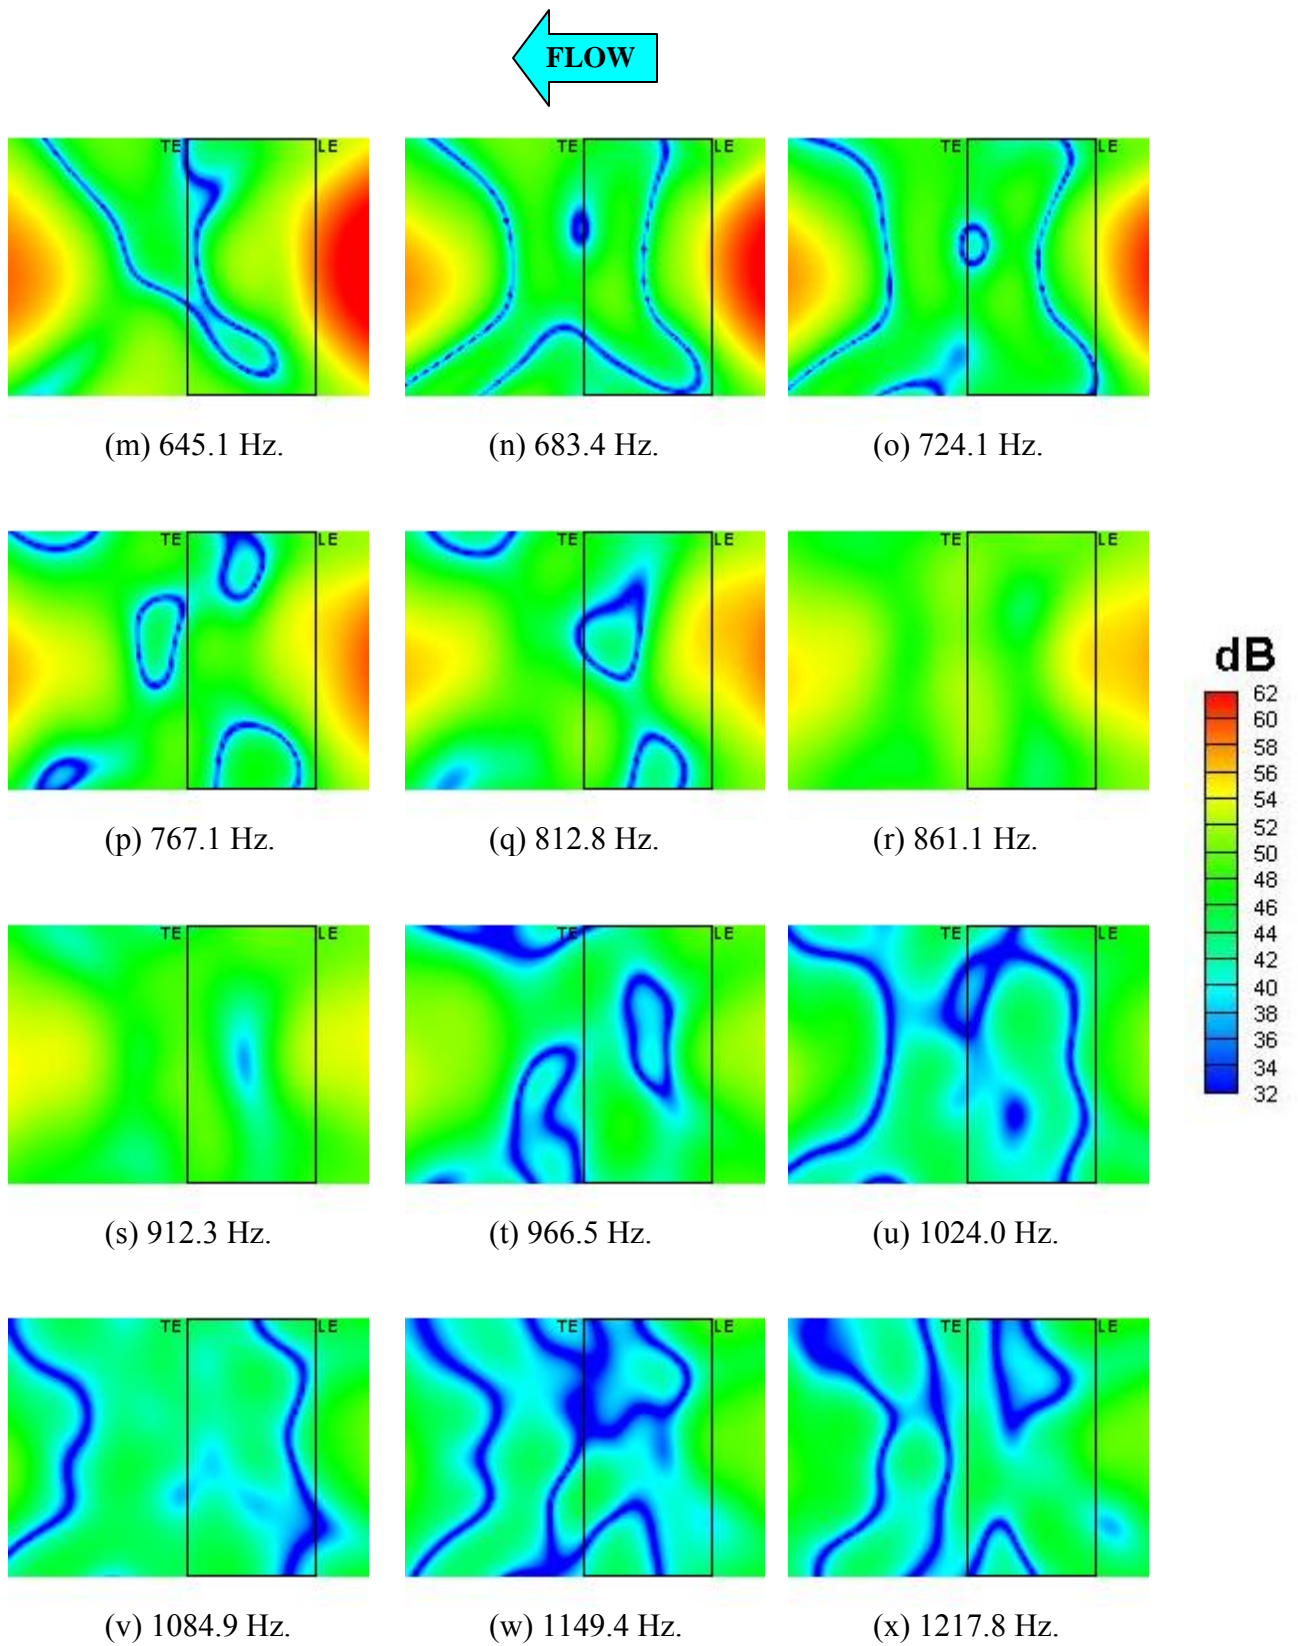 FLOW
TE LE TE LE TE LE
(m) 645.1 Hz. (n) 683.4 Hz. (o) 724.1 Hz.
TE LE TE LE TE LE
(p) 767.1 Hz. (q) 812.8 Hz. (r) 861.1 Hz.
dB
62
60
58
56
54
52
50
48
46
44
42
40
38
36
34
32
TE LE TE LE TE LE
(s) 912.3 Hz. (t) 966.5 Hz. (u) 1024.0 Hz.
TE LE TE LE TE LE
(v) 1084.9 Hz. (w) 1149.4 Hz. (x) 1217.8 Hz.